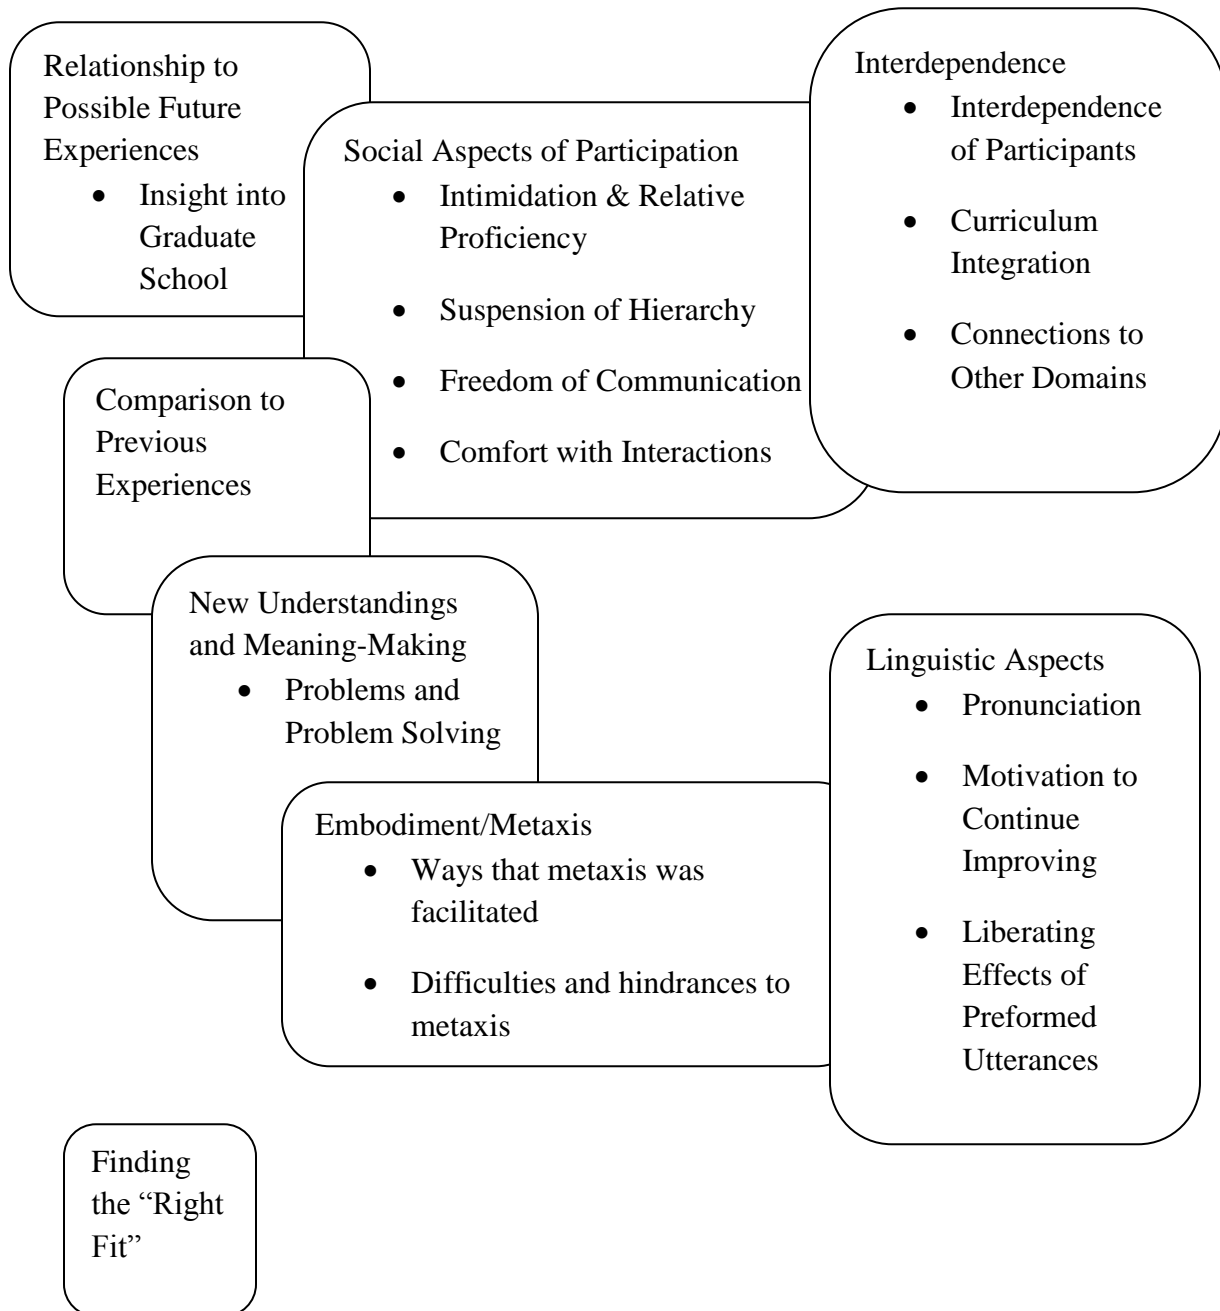 Relationship to
Possible Future
Experiences
• Insight into
Graduate
School
Social Aspects of Participation
• Intimidation & Relative
Proficiency
• Suspension of Hierarchy
• Freedom of Communication
• Comfort with Interactions
Interdependence
• Interdependence
of Participants
• Curriculum
Integration
• Connections to
Other Domains
Comparison to
Previous
Experiences
New Understandings
and Meaning-Making
• Problems and
Problem Solving
Embodiment/Metaxis
• Ways that metaxis was
facilitated
• Difficulties and hindrances to
metaxis
Linguistic Aspects
• Pronunciation
• Motivation to
Continue
Improving
• Liberating
Effects of
Preformed
Utterances
Finding
the “Right
Fit”